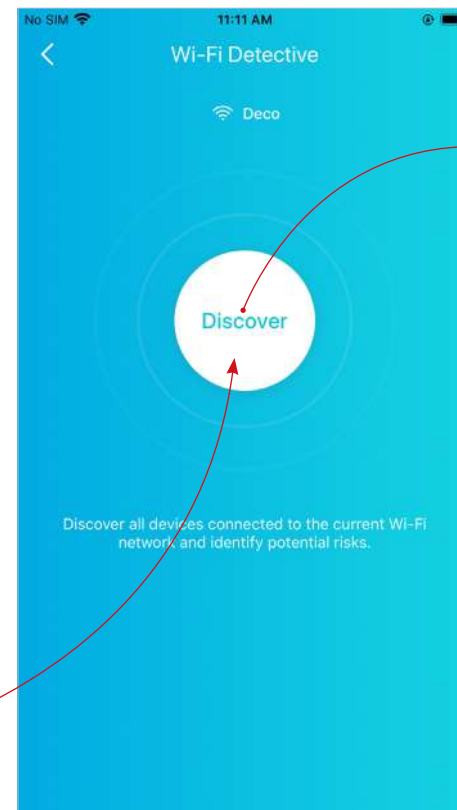 No SIM 11:11 AM
Wi-Fi Detective
Deco
Discover
Discover all devices connected to the current Wi-Fi
network and identify potential risks.